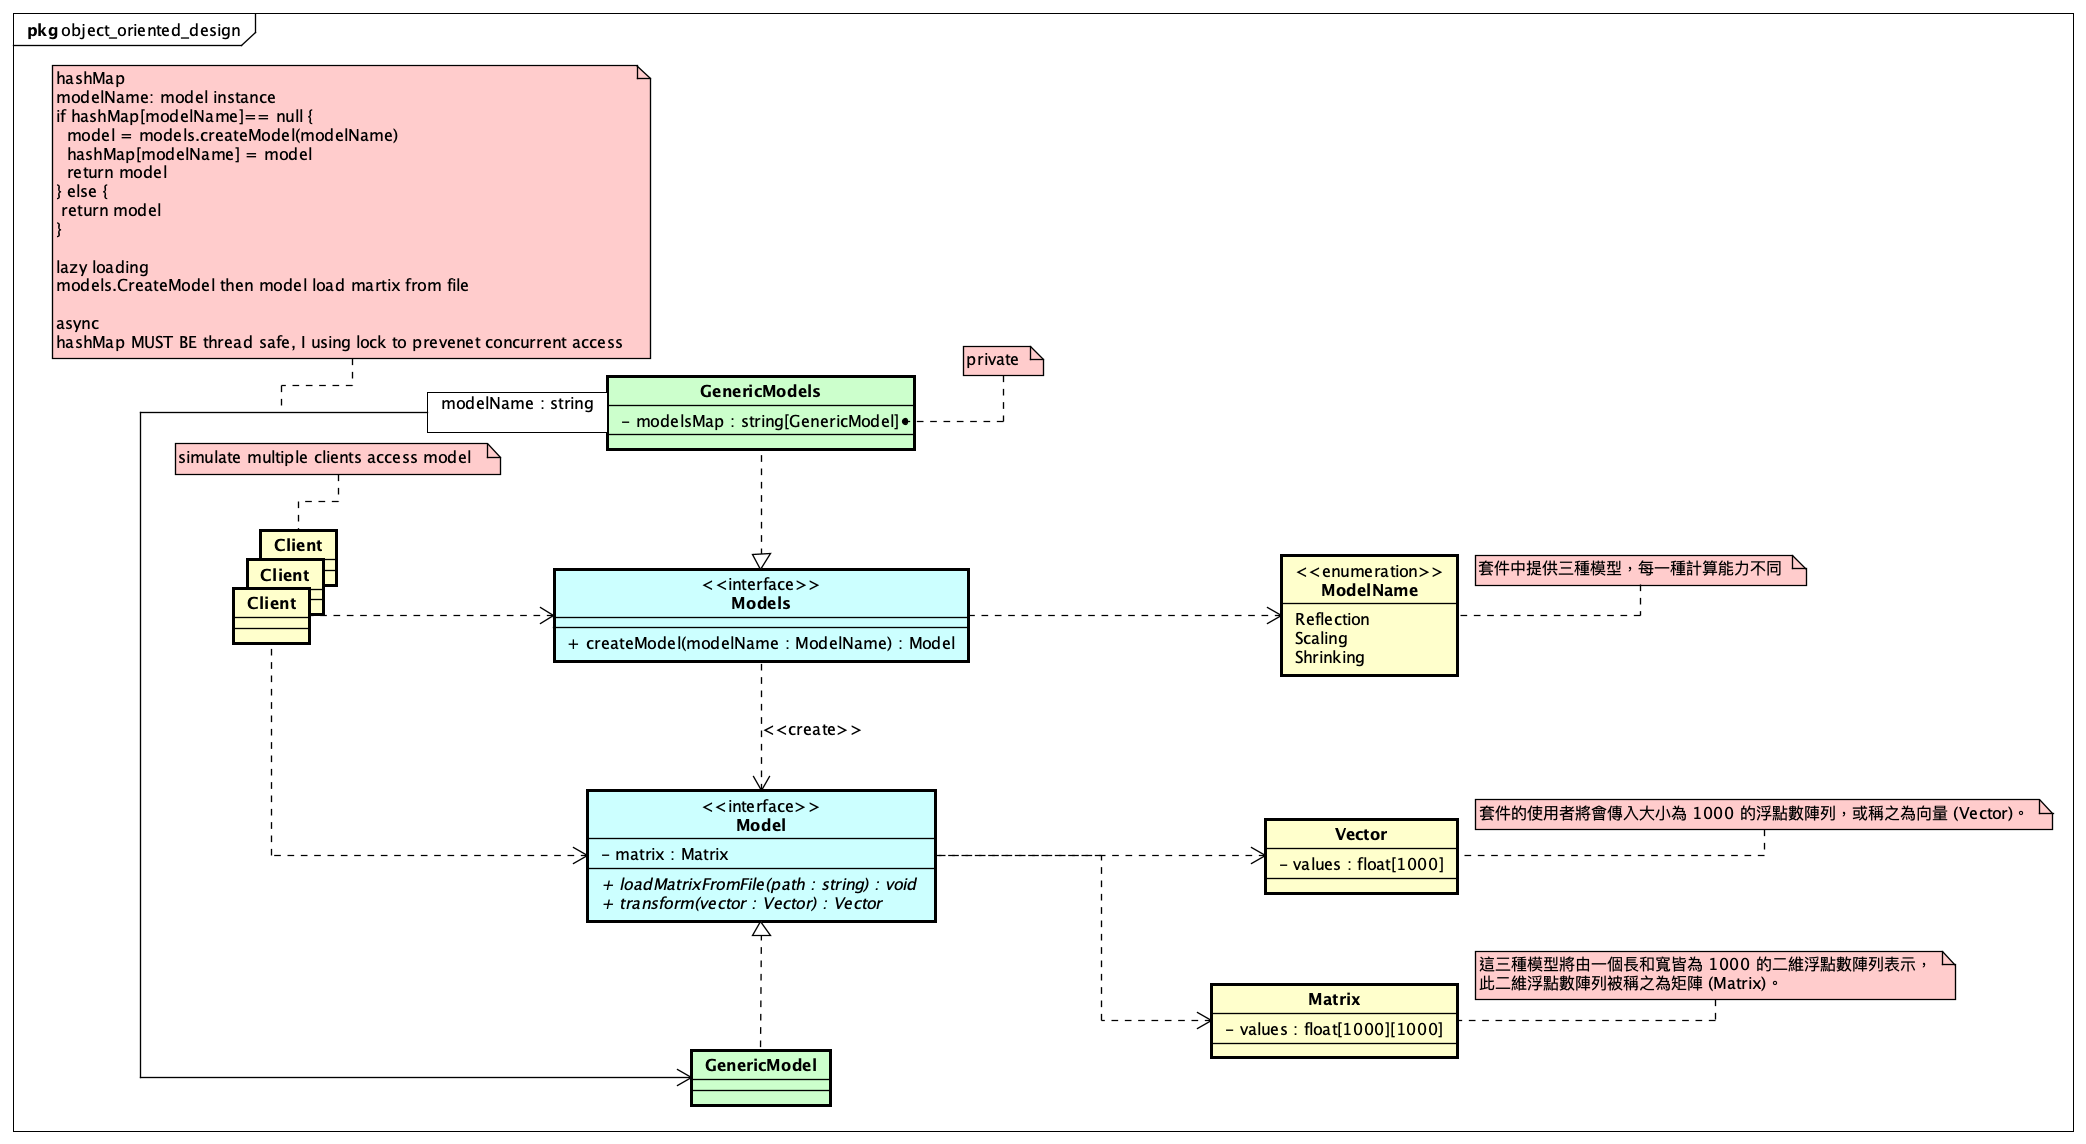 pkg object_oriented_design
hashMap
modelName: model instance
if hashMap[modelName]== null {
model = models.createModel(modelName)
hashMap[modelName] = model
return model
} else {
return model
}
lazy loading
models.CreateModel then model load martix from file
async
hashMap MUST BE thread safe, I using lock to prevenet concurrent access
private
modelName : string
GenericModels
- modelsMap : string[GenericModel]
simulate multiple clients access model
Client
Client
Client
<<interface>>
Models
+ createModel(modelName : ModelName) : Model
<<enumeration>>
ModelName
Reflection
Scaling
Shrinking
套件中提供三種模型，每一種計算能力不同
<<create>>
<<interface>>
Model
- matrix : Matrix
+ loadMatrixFromFile(path : string) : void
+ transform(vector : Vector) : Vector
Vector
- values : float[1000]
套件的使用者將會傳入大小為 1000 的浮點數陣列，或稱之為向量 (Vector)。
Matrix
- values : float[1000][1000]
這三種模型將由一個長和寬皆為 1000 的二維浮點數陣列表示，
此二維浮點數陣列被稱之為矩陣 (Matrix)。
GenericModel